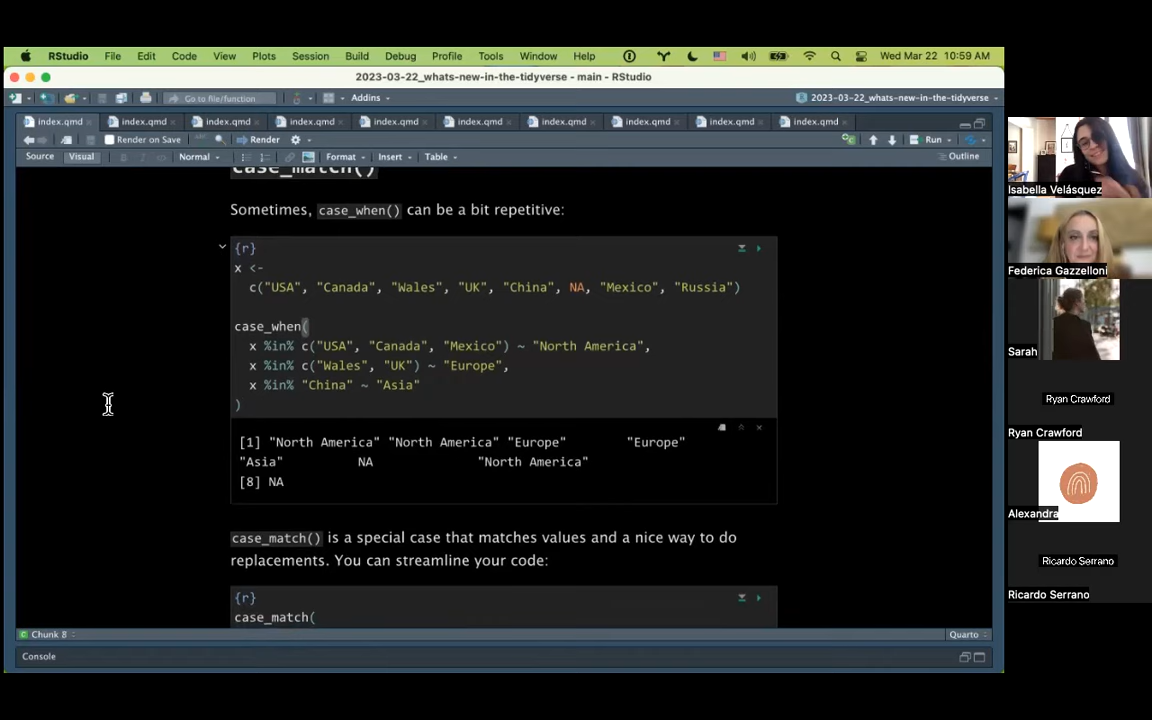 RStudio File Edit Code View Plots Session Build Debug Profile Tools Window Help Wed Mar 22 10:59 AM
2023-03-22_whats-new-in-the-tidyverse - main - RStudio
Go to file/function Addins 2023-03-22_whats-new-in-the-tidyverse
index.qmd index.qmd index.qmd index.qmd index.qmd index.qmd index.qmd index.qmd index.qmd index.qmd
Render on Save Render Run
Source Visual B I Normal Format Insert Table Outline
case_match()
Sometimes, case_when() can be a bit repetitive:
{r}
x <-
c("USA", "Canada", "Wales", "UK", "China", NA, "Mexico", "Russia")
case_when(
x %in% c("USA", "Canada", "Mexico") ~ "North America",
x %in% c("Wales", "UK") ~ "Europe",
x %in% "China" ~ "Asia"
)
[1] "North America" "North America" "Europe" "Europe"
"Asia" NA "North America"
[8] NA
case_match() is a special case that matches values and a nice way to do
replacements. You can streamline your code:
{r}
case_match(
Chunk 8 Quarto
Console
Isabella Velásquez
Federica Gazzelloni
Sarah
Ryan Crawford
Ryan Crawford
Alexandra
Ricardo Serrano
Ricardo Serrano